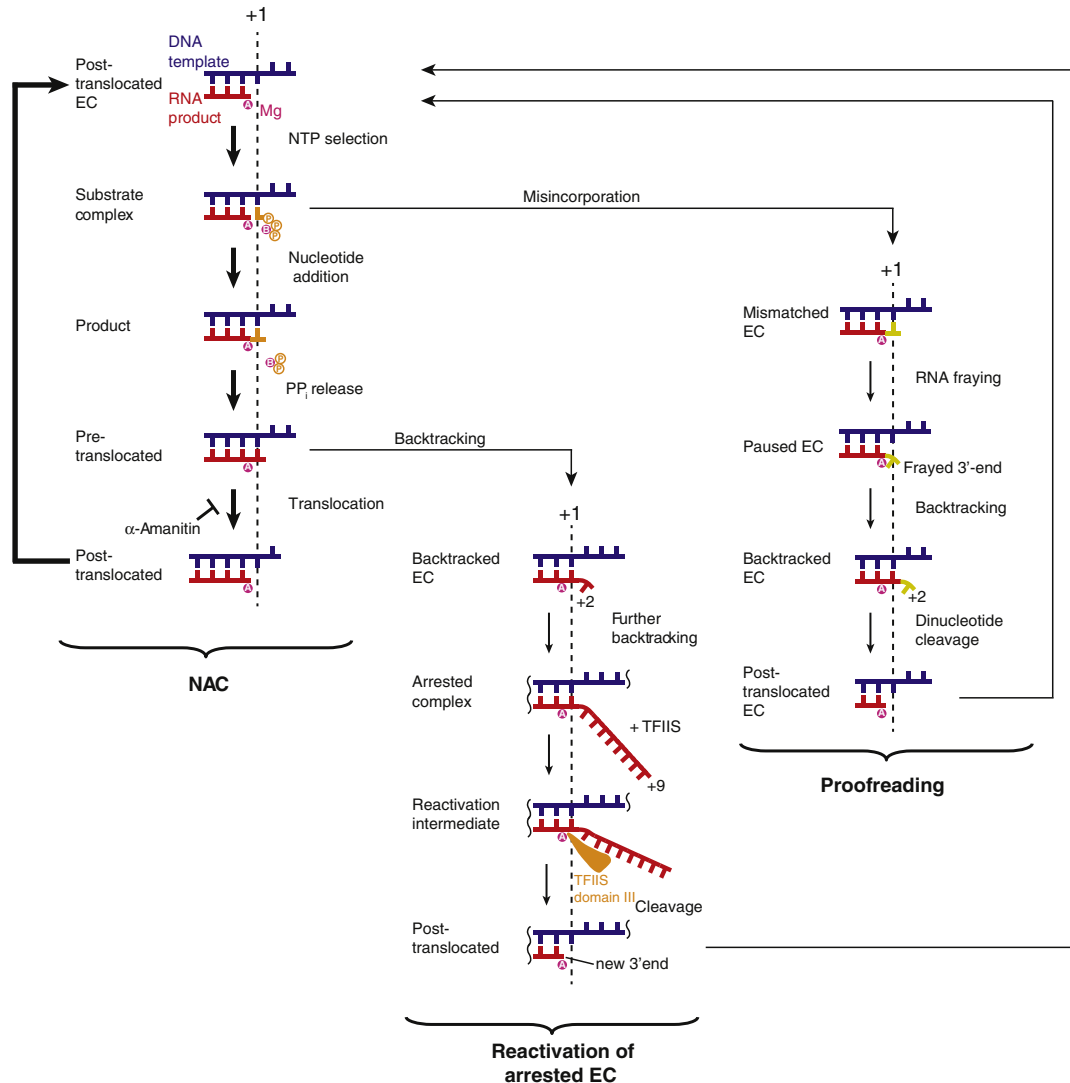 +1
DNA
template
Post-
translocated
EC
RNA
product
A
Mg
NTP selection
Substrate
complex
A
B
P
P
P
Misincorporation
Nucleotide
addition
Product
A
B
P
P
PPi release
Pre-
translocated
A
Backtracking
Translocation
α-Amanitin
Post-
translocated
A
NAC
+1
Backtracked
EC
A
+2
Further
backtracking
Arrested
complex
A
+ TFIIS
+9
Reactivation
intermediate
A
TFIIS
domain III
Cleavage
Post-
translocated
A
new 3'end
Reactivation of
arrested EC
+1
Mismatched
EC
A
RNA fraying
Paused EC
A
Frayed 3'-end
Backtracking
Backtracked
EC
A
+2
Dinucleotide
cleavage
Post-
translocated
EC
A
Proofreading